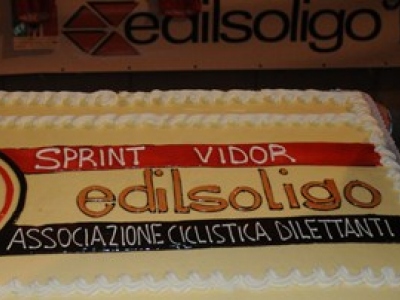 edilsoligo
SPRINT VIDOR
edilsoligo
ASSOCIAZIONE CICLISTICA DILETTANTI